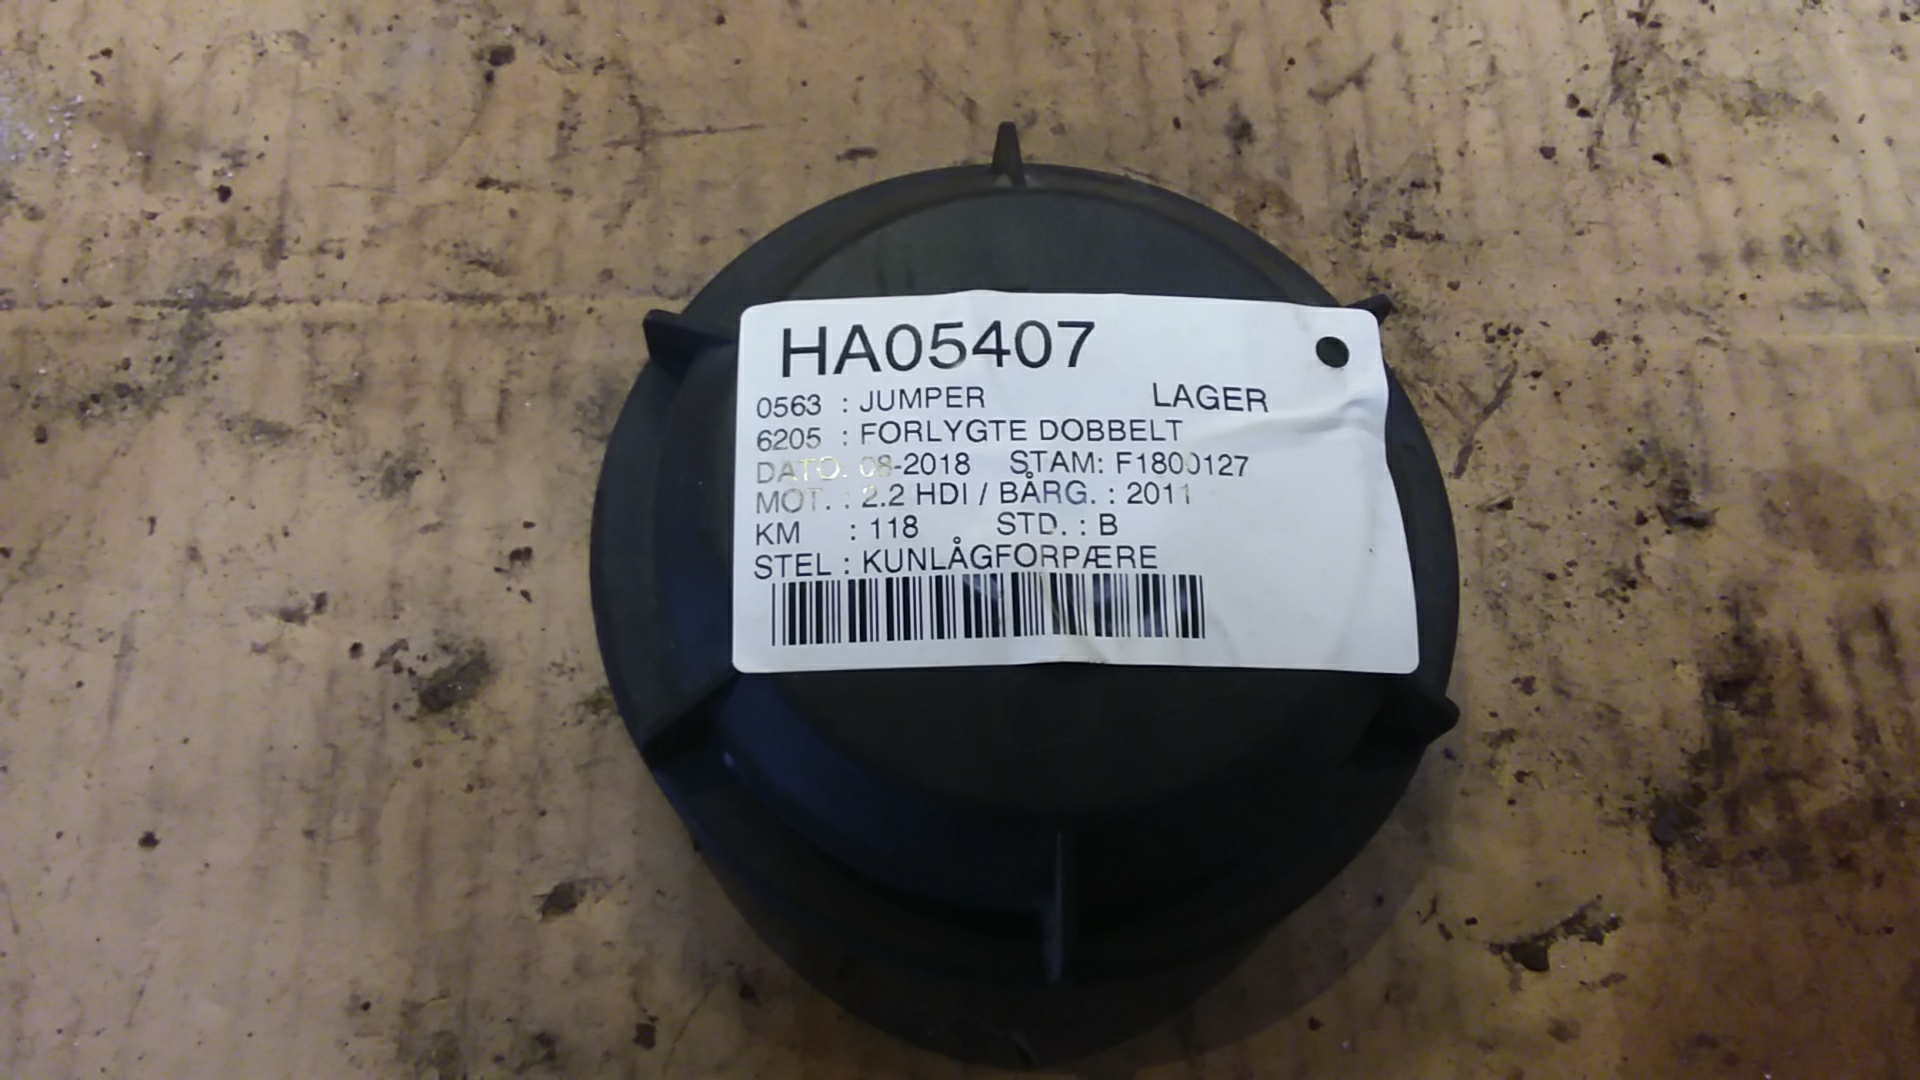 HA05407
0563 : JUMPER LAGER
6205 : FORLYGTE DOBBELT
DATO. 08-2018 STAM: F1800127
MOT. : 2.2 HDI / BÅRG. : 2011
KM : 118 STD. : B
STEL : KUNLÅGFORPÆRE